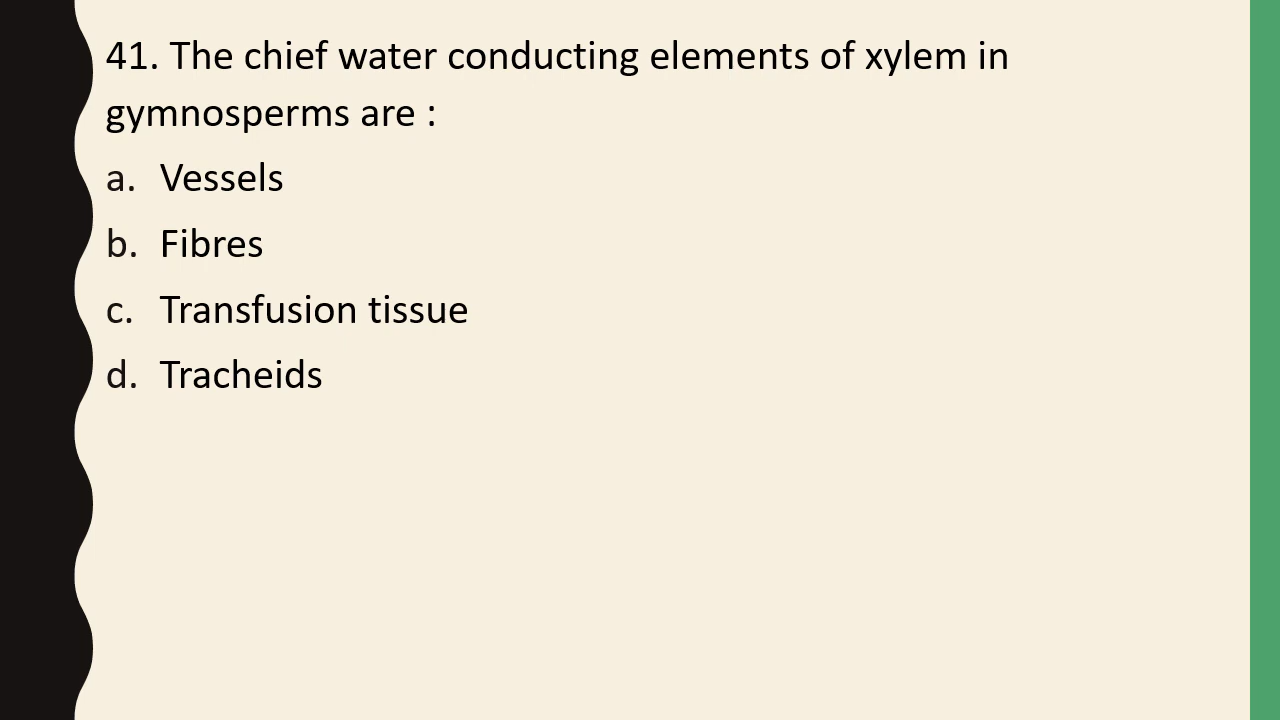 41. The chief water conducting elements of xylem in
gymnosperms are :
a. Vessels
b. Fibres
c. Transfusion tissue
d. Tracheids